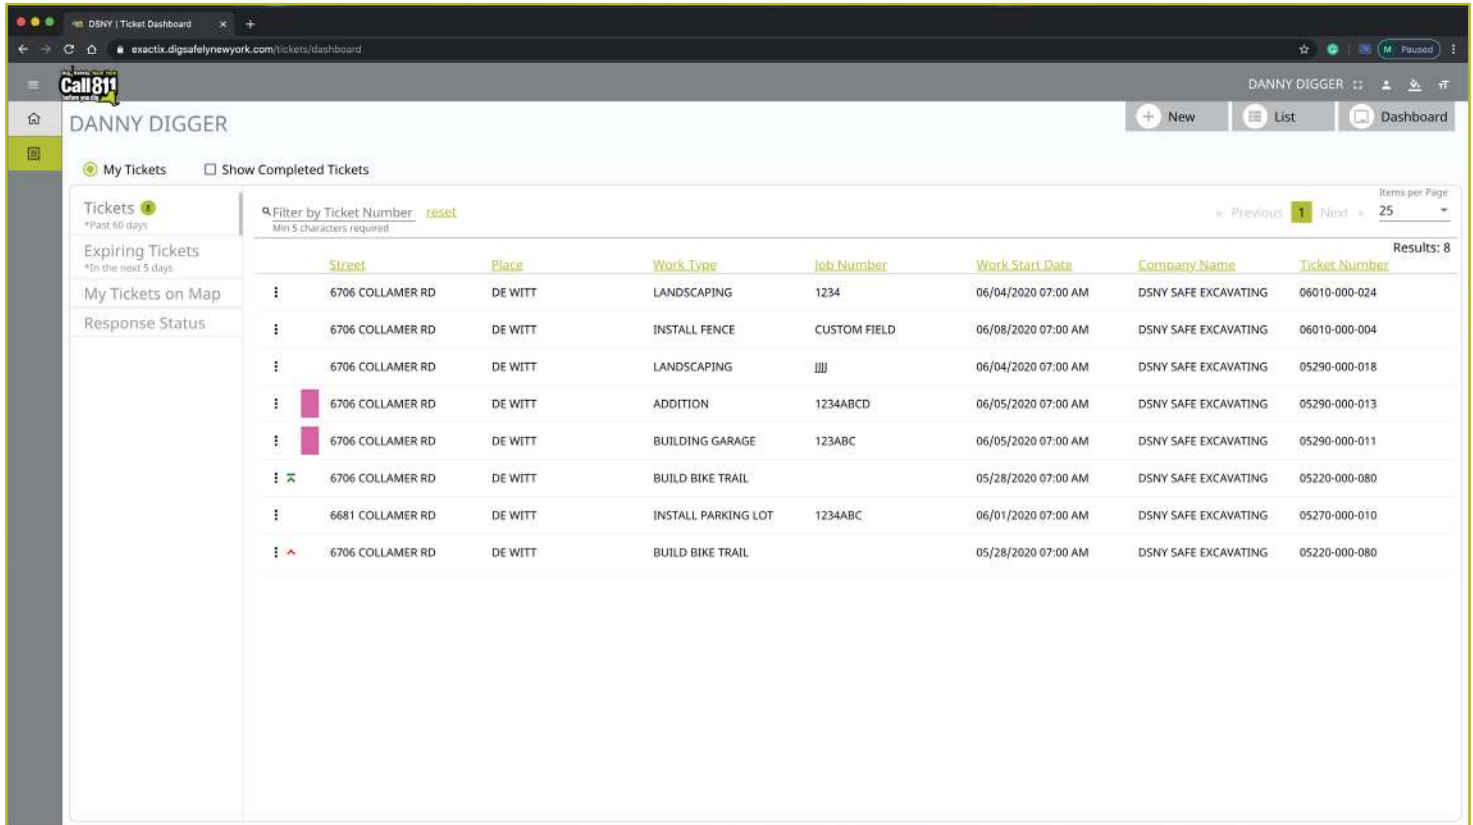 DSNY | Ticket Dashboard
exactix.digsafelynewyork.com/tickets/dashboard
M Paused
Call811
before you dig
DANNY DIGGER
DANNY DIGGER
New List Dashboard
My Tickets Show Completed Tickets
Tickets 8
*Past 60 days
Expiring Tickets
*In the next 5 days
My Tickets on Map
Response Status
Filter by Ticket Number reset
Min 5 characters required
Items per Page
« Previous 1 Next » 25
Results: 8
Street Place Work Type Job Number Work Start Date Company Name Ticket Number
6706 COLLAMER RD DE WITT LANDSCAPING 1234 06/04/2020 07:00 AM DSNY SAFE EXCAVATING 06010-000-024
6706 COLLAMER RD DE WITT INSTALL FENCE CUSTOM FIELD 06/08/2020 07:00 AM DSNY SAFE EXCAVATING 06010-000-004
6706 COLLAMER RD DE WITT LANDSCAPING 06/04/2020 07:00 AM DSNY SAFE EXCAVATING 05290-000-018
6706 COLLAMER RD DE WITT ADDITION 1234ABCD 06/05/2020 07:00 AM DSNY SAFE EXCAVATING 05290-000-013
6706 COLLAMER RD DE WITT BUILDING GARAGE 123ABC 06/05/2020 07:00 AM DSNY SAFE EXCAVATING 05290-000-011
6706 COLLAMER RD DE WITT BUILD BIKE TRAIL 05/28/2020 07:00 AM DSNY SAFE EXCAVATING 05220-000-080
6681 COLLAMER RD DE WITT INSTALL PARKING LOT 1234ABC 06/01/2020 07:00 AM DSNY SAFE EXCAVATING 05270-000-010
6706 COLLAMER RD DE WITT BUILD BIKE TRAIL 05/28/2020 07:00 AM DSNY SAFE EXCAVATING 05220-000-080